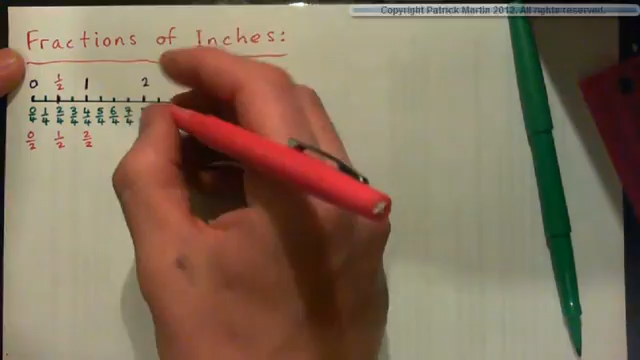 Copyright Patrick Martin 2012. All rights reserved.
Fractions of Inches:
0 1/2 1 2
0/4 1/4 2/4 3/4 4/4 5/4 6/4 7/4
0/2 1/2 2/2